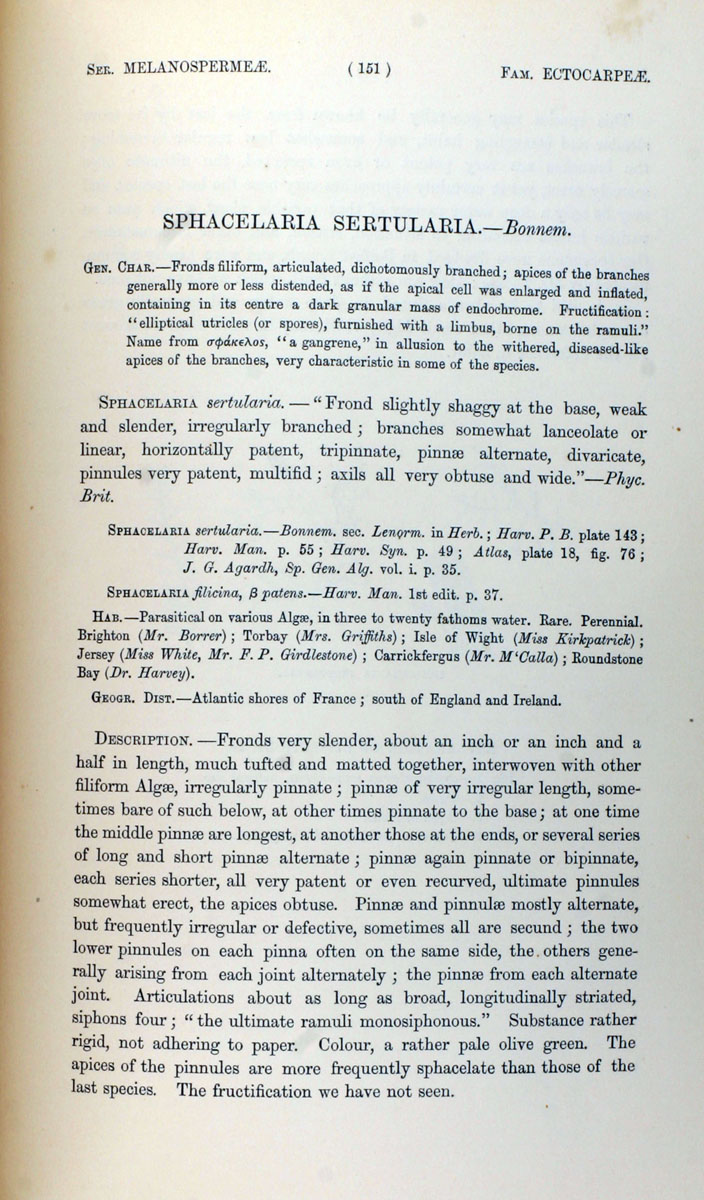 Ser. MELANOSPERMEÆ. ( 151 ) Fam. ECTOCARPEÆ.
SPHACELARIA SERTULARIA.—Bonnem.
Gen. Char.—Fronds filiform, articulated, dichotomously branched; apices of the branches
generally more or less distended, as if the apical cell was enlarged and inflated,
containing in its centre a dark granular mass of endochrome. Fructification:
"elliptical utricles (or spores), furnished with a limbus, borne on the ramuli."
Name from σφάκελος, "a gangrene," in allusion to the withered, diseased-like
apices of the branches, very characteristic in some of the species.
Sphacelaria sertularia. — "Frond slightly shaggy at the base, weak
and slender, irregularly branched; branches somewhat lanceolate or
linear, horizontally patent, tripinnate, pinnæ alternate, divaricate,
pinnules very patent, multifid; axils all very obtuse and wide."—Phyc.
Brit.
Sphacelaria sertularia.—Bonnem. sec. Lenorm. in Herb.; Harv. P. B. plate 143;
Harv. Man. p. 55; Harv. Syn. p. 49; Atlas, plate 18, fig. 76;
J. G. Agardh, Sp. Gen. Alg. vol. i. p. 35.
Sphacelaria filicina, β patens.—Harv. Man. 1st edit. p. 37.
Hab.—Parasitical on various Algæ, in three to twenty fathoms water. Rare. Perennial.
Brighton (Mr. Borrer); Torbay (Mrs. Griffiths); Isle of Wight (Miss Kirkpatrick);
Jersey (Miss White, Mr. F. P. Girdlestone); Carrickfergus (Mr. M'Calla); Roundstone
Bay (Dr. Harvey).
Geogr. Dist.—Atlantic shores of France; south of England and Ireland.
Description.—Fronds very slender, about an inch or an inch and a
half in length, much tufted and matted together, interwoven with other
filiform Algæ, irregularly pinnate; pinnæ of very irregular length, some-
times bare of such below, at other times pinnate to the base; at one time
the middle pinnæ are longest, at another those at the ends, or several series
of long and short pinnæ alternate; pinnæ again pinnate or bipinnate,
each series shorter, all very patent or even recurved, ultimate pinnules
somewhat erect, the apices obtuse. Pinnæ and pinnulæ mostly alternate,
but frequently irregular or defective, sometimes all are secund; the two
lower pinnules on each pinna often on the same side, the others gene-
rally arising from each joint alternately; the pinnæ from each alternate
joint. Articulations about as long as broad, longitudinally striated,
siphons four; "the ultimate ramuli monosiphonous." Substance rather
rigid, not adhering to paper. Colour, a rather pale olive green. The
apices of the pinnules are more frequently sphacelate than those of the
last species. The fructification we have not seen.